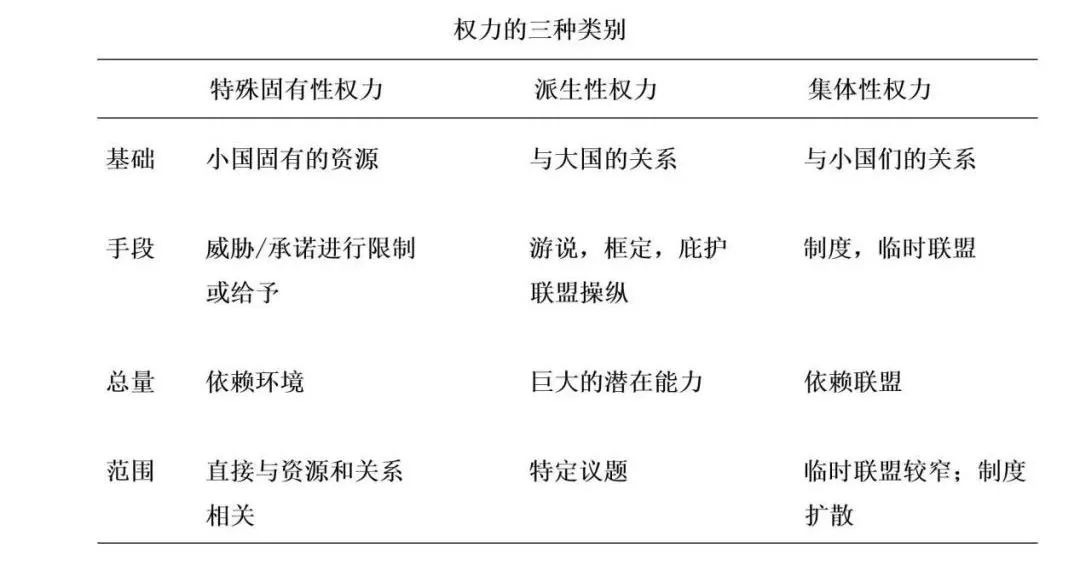 权力的三种类别
特殊固有性权力 派生性权力 集体性权力
基础 小国固有的资源 与大国的关系 与小国们的关系
手段 威胁/承诺进行限制 游说，框定，庇护 制度，临时联盟
或给予 联盟操纵
总量 依赖环境 巨大的潜在能力 依赖联盟
范围 直接与资源和关系 特定议题 临时联盟较窄；制度
相关 扩散